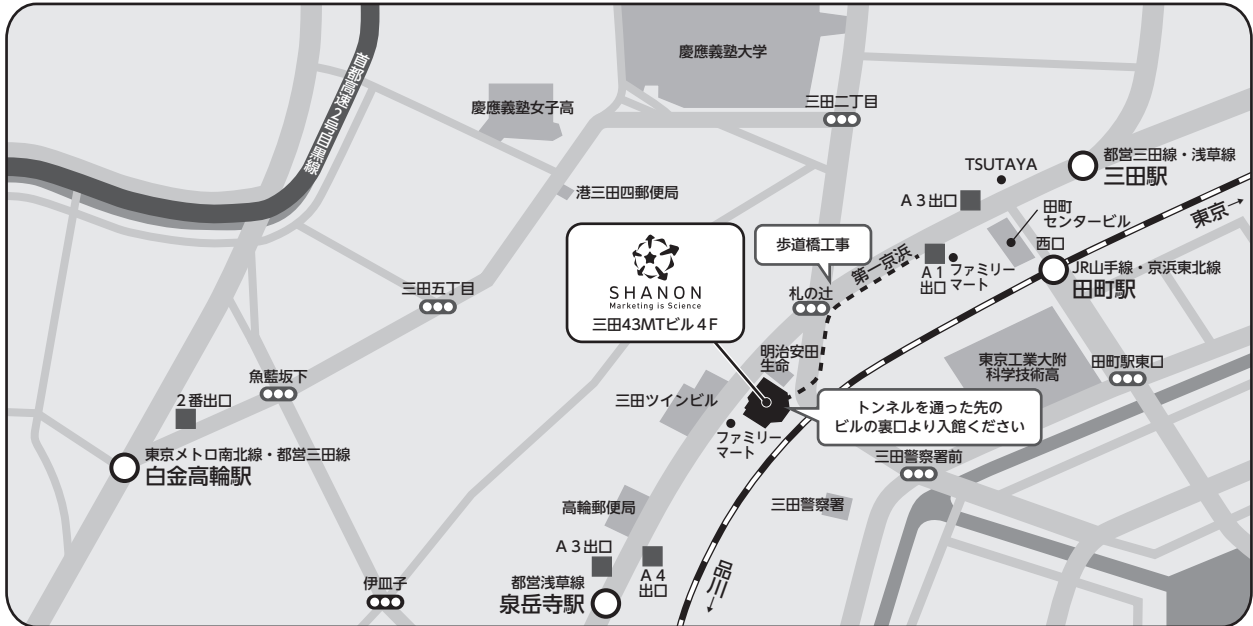 慶應義塾大学
首都高速2号目黒線
慶應義塾女子高
三田二丁目
都営三田線・浅草線
三田駅
TSUTAYA
A3出口
港三田四郵便局
田町
センタービル
東京→
西口
歩道橋工事
第一京浜
A1
出口
ファミリー
マート
JR山手線・京浜東北線
田町駅
SHANON
Marketing is Science
三田43MTビル4F
三田五丁目
札の辻
明治安田
生命
東京工業大附
科学技術高
田町駅東口
魚藍坂下
2番出口
三田ツインビル
トンネルを通った先の
ビルの裏口より入館ください
ファミリー
マート
東京メトロ南北線・都営三田線
白金高輪駅
三田警察署前
高輪郵便局
三田警察署
A3出口
A4
出口
伊皿子
都営浅草線
泉岳寺駅
品川→